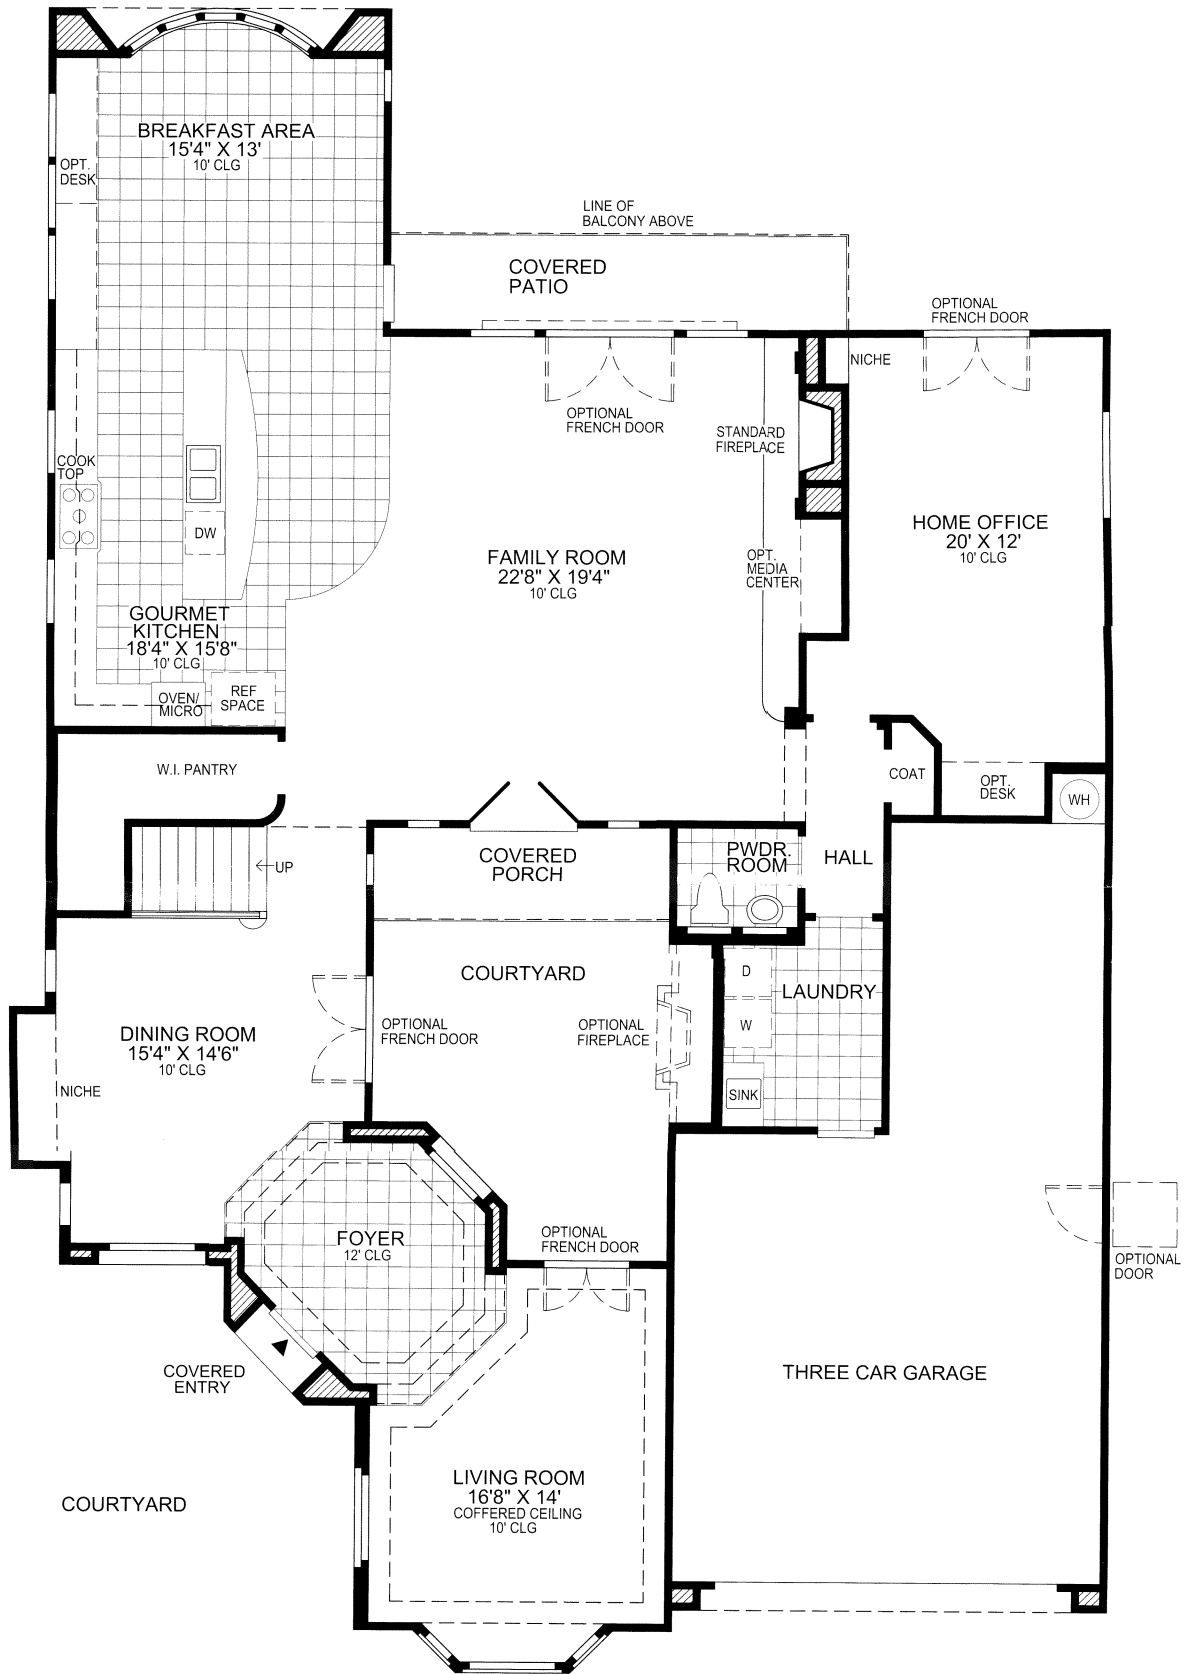 BREAKFAST AREA
15'4" X 13'
10' CLG
OPT.
DESK
LINE OF
BALCONY ABOVE
COVERED
PATIO
OPTIONAL
FRENCH DOOR
NICHE
OPTIONAL
FRENCH DOOR
STANDARD
FIREPLACE
COOK
TOP
DW
HOME OFFICE
20' X 12'
10' CLG
FAMILY ROOM
22'8" X 19'4"
10' CLG
OPT.
MEDIA
CENTER
GOURMET
KITCHEN
18'4" X 15'8"
10' CLG
OVEN/
MICRO
REF
SPACE
W.I. PANTRY
COAT
OPT.
DESK
WH
UP
COVERED
PORCH
PWDR.
ROOM
HALL
COURTYARD
D
LAUNDRY
W
SINK
DINING ROOM
15'4" X 14'6"
10' CLG
OPTIONAL
FRENCH DOOR
OPTIONAL
FIREPLACE
NICHE
FOYER
12' CLG
OPTIONAL
FRENCH DOOR
OPTIONAL
DOOR
COVERED
ENTRY
THREE CAR GARAGE
LIVING ROOM
16'8" X 14'
COFFERED CEILING
10' CLG
COURTYARD